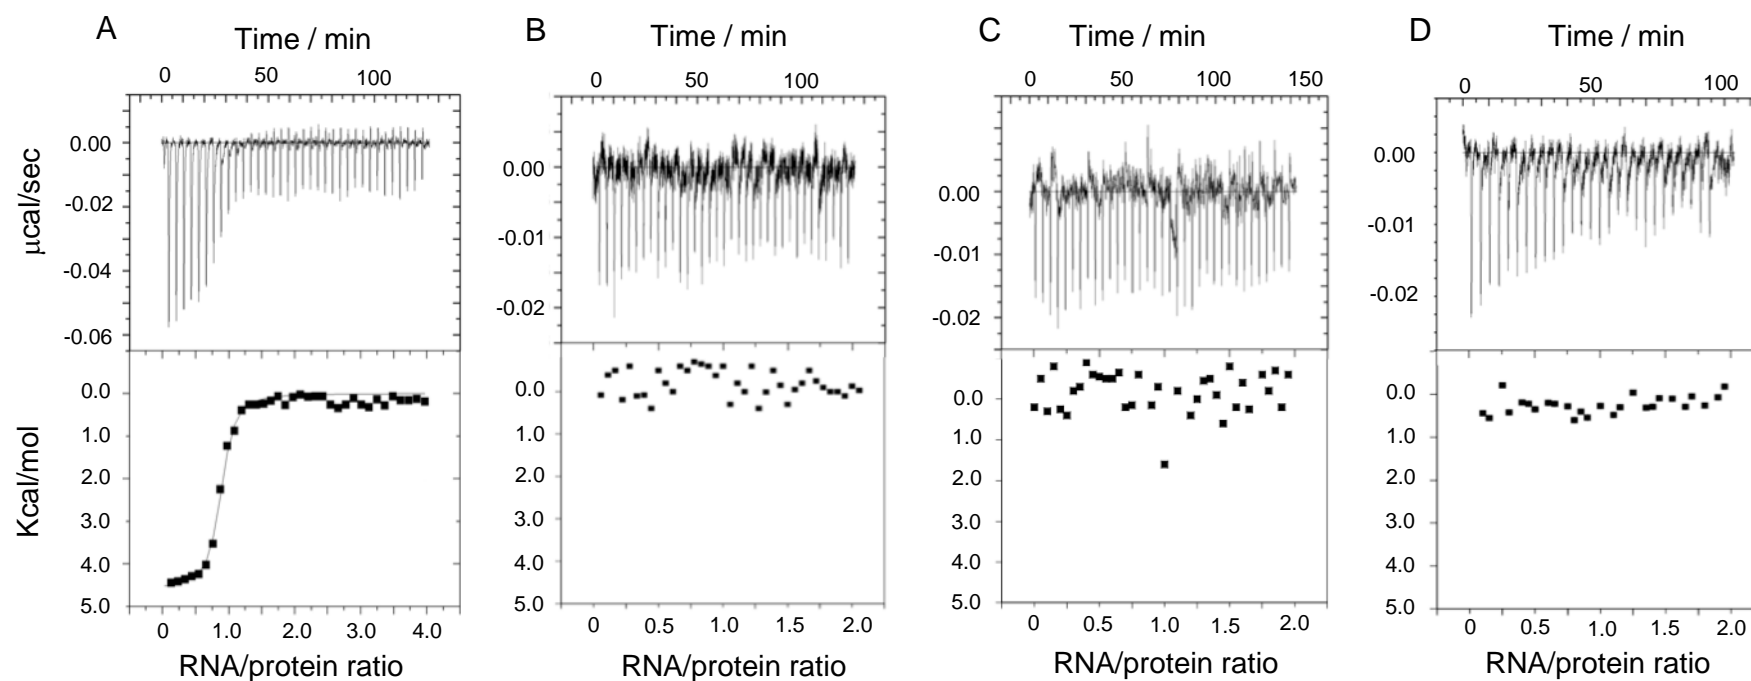 A
Time / min
0 50 100
μcal/sec
0.00
-0.02
-0.04
-0.06
Kcal/mol
0.0
1.0
2.0
3.0
4.0
5.0
0 1.0 2.0 3.0 4.0
RNA/protein ratio
B
Time / min
0 50 100
0.00
-0.01
-0.02
0.0
1.0
2.0
3.0
4.0
5.0
0 0.5 1.0 1.5 2.0
RNA/protein ratio
C
Time / min
0 50 100 150
0.00
-0.01
-0.02
0.0
1.0
2.0
3.0
4.0
5.0
0 0.5 1.0 1.5 2.0
RNA/protein ratio
D
Time / min
0 50 100
0.00
-0.01
-0.02
0.0
1.0
2.0
3.0
4.0
5.0
0 0.5 1.0 1.5 2.0
RNA/protein ratio